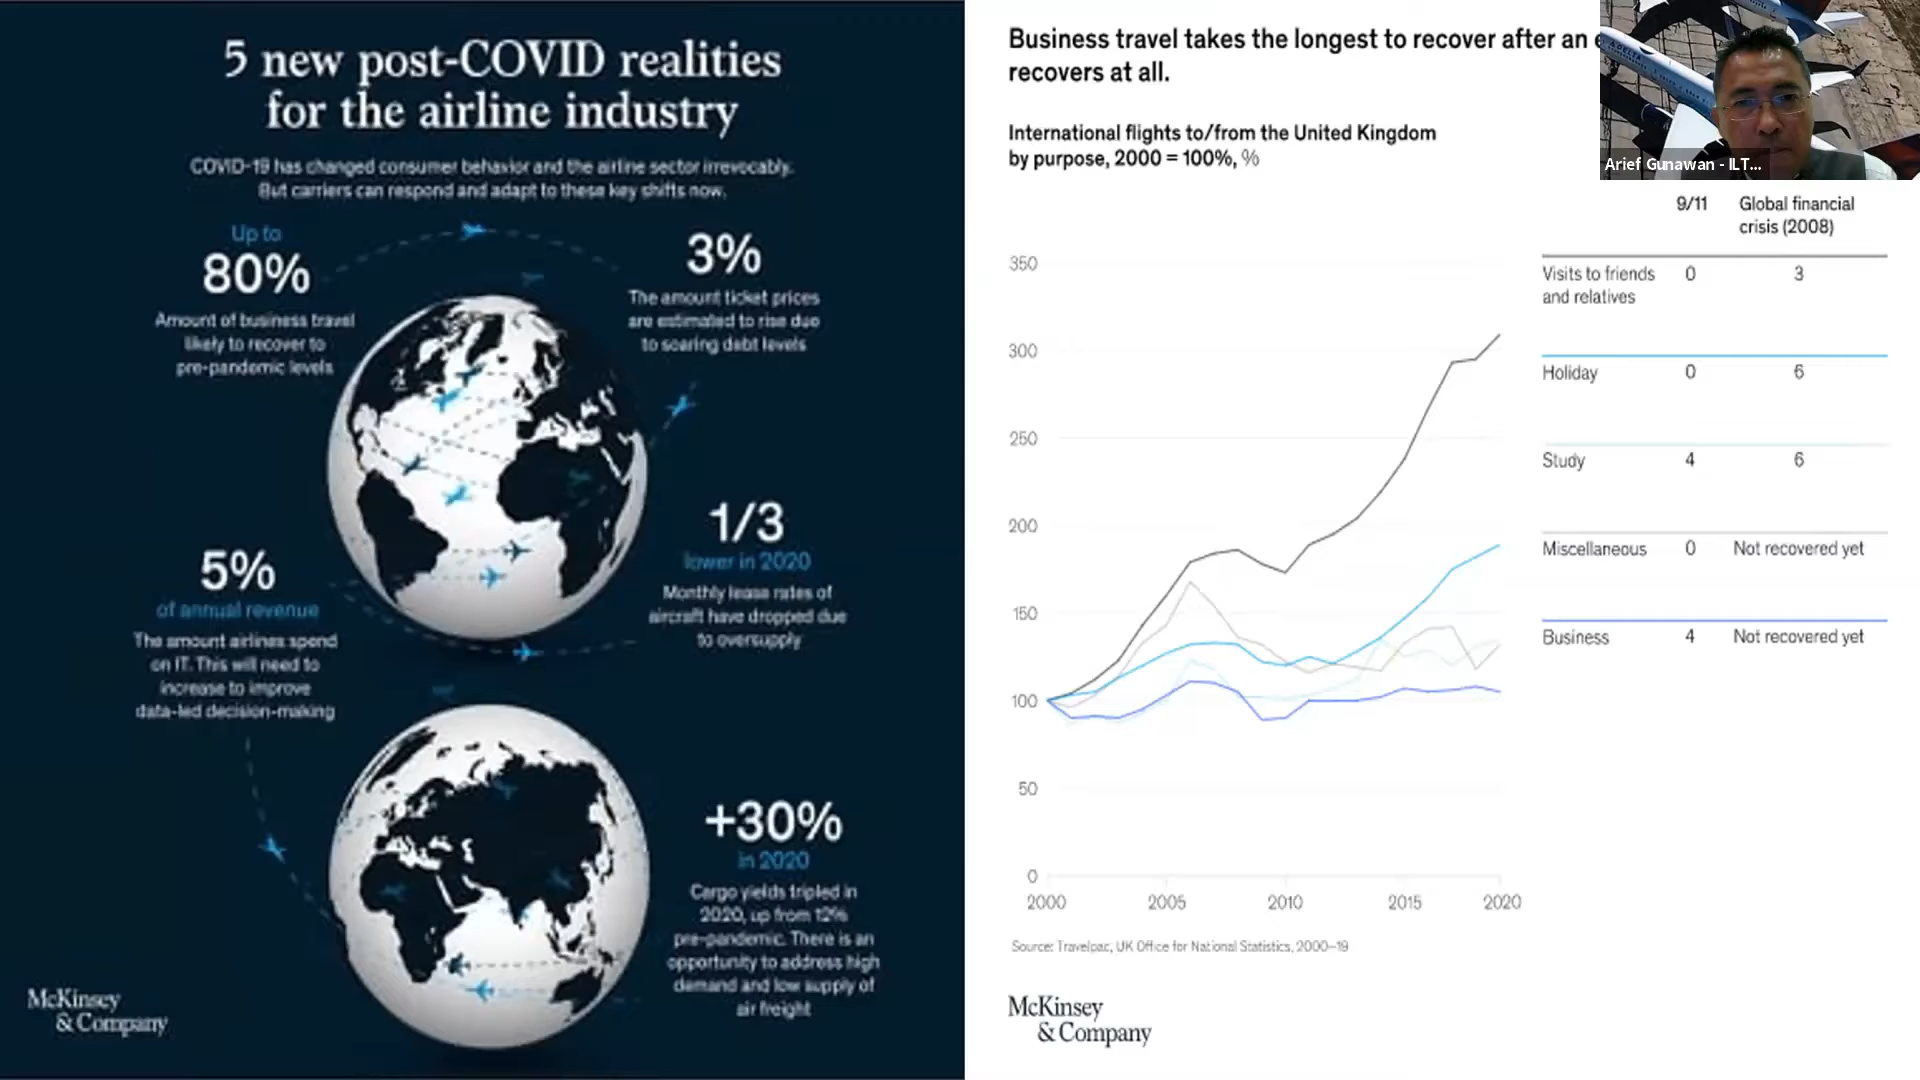 5 new post-COVID realities
for the airline industry
COVID-19 has changed consumer behavior and the airline sector irrevocably.
But carriers can respond and adapt to these key shifts now.
Up to
80%
Amount of business travel
likely to recover to
pre-pandemic levels
3%
The amount ticket prices
are estimated to rise due
to soaring debt levels
1/3
lower in 2020
Monthly lease rates of
aircraft have dropped due
to oversupply
5%
of annual revenue
The amount airlines spend
on IT. This will need to
increase to improve
data-led decision-making
+30%
in 2020
Cargo yields tripled in
2020, up from 12%
pre-pandemic. There is an
opportunity to address high
demand and low supply of
air freight
McKinsey
& Company
Business travel takes the longest to recover after an
recovers at all.
International flights to/from the United Kingdom
by purpose, 2000 = 100%, %
350
300
250
200
150
100
50
0
2000 2005 2010 2015 2020
9/11 Global financial
crisis (2008)
Visits to friends 0 3
and relatives
Holiday 0 6
Study 4 6
Miscellaneous 0 Not recovered yet
Business 4 Not recovered yet
Source: Travelpac, UK Office for National Statistics, 2000–19
McKinsey
& Company
Arief Gunawan - ILT...
DELTA